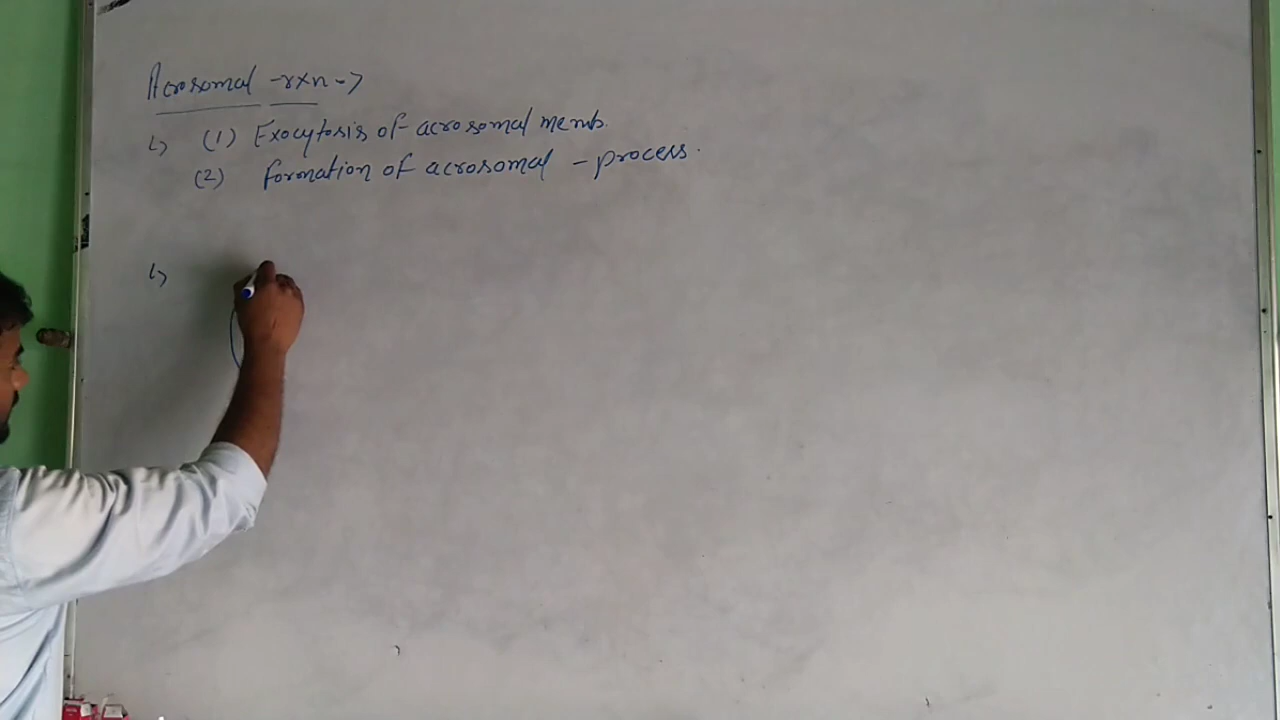 Acrosomal -rxn ->
↳ (1) Exocytosis of acrosomal memb.
(2) formation of acrosomal - process.
↳